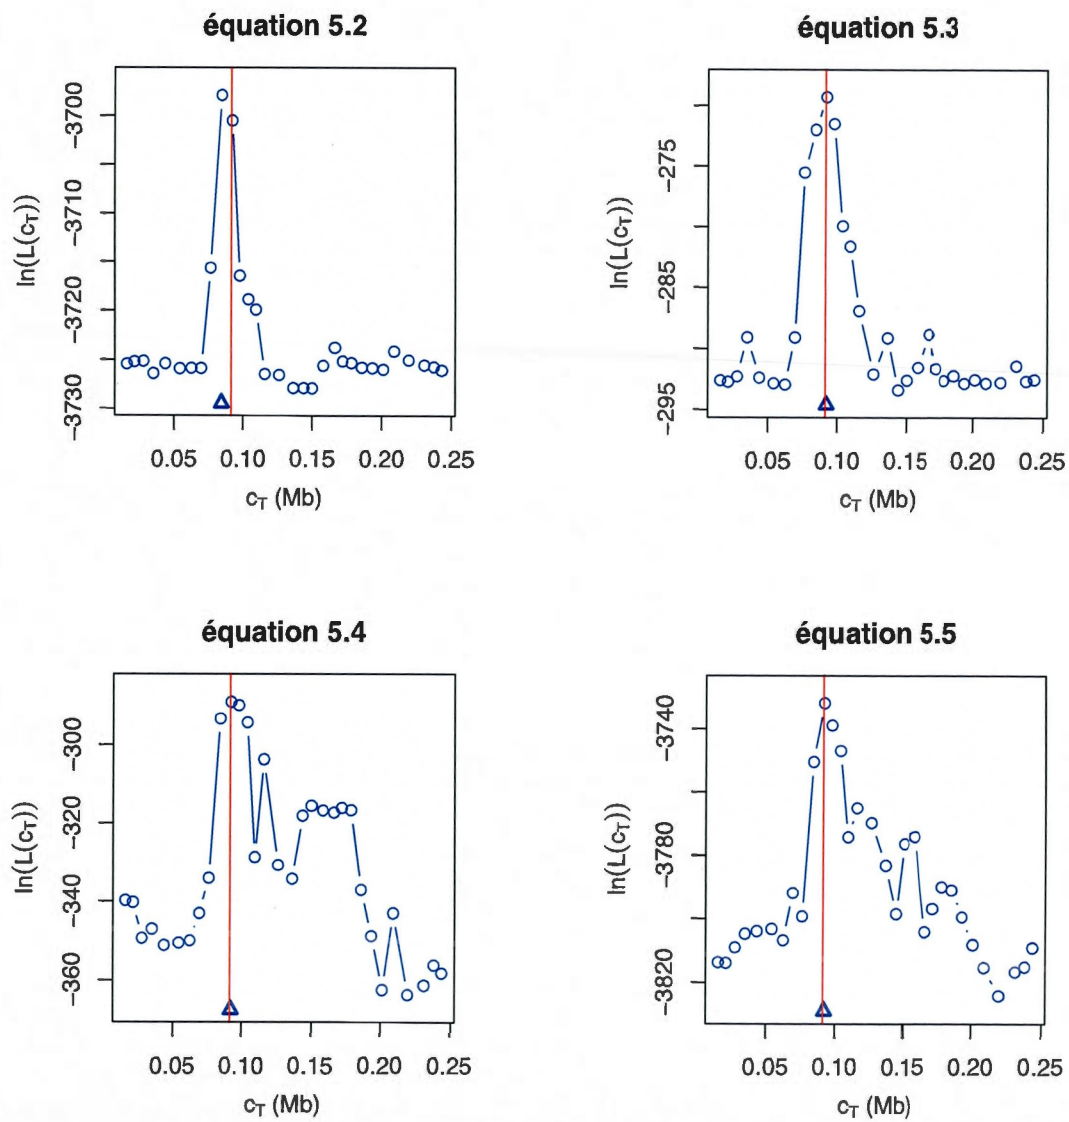 équation 5.2
ln(L(cT))
-3700
-3710
-3720
-3730
0.05 0.10 0.15 0.20 0.25
cT (Mb)
équation 5.3
ln(L(cT))
-275
-285
-295
0.05 0.10 0.15 0.20 0.25
cT (Mb)
équation 5.4
ln(L(cT))
-300
-320
-340
-360
0.05 0.10 0.15 0.20 0.25
cT (Mb)
équation 5.5
ln(L(cT))
-3740
-3780
-3820
0.05 0.10 0.15 0.20 0.25
cT (Mb)